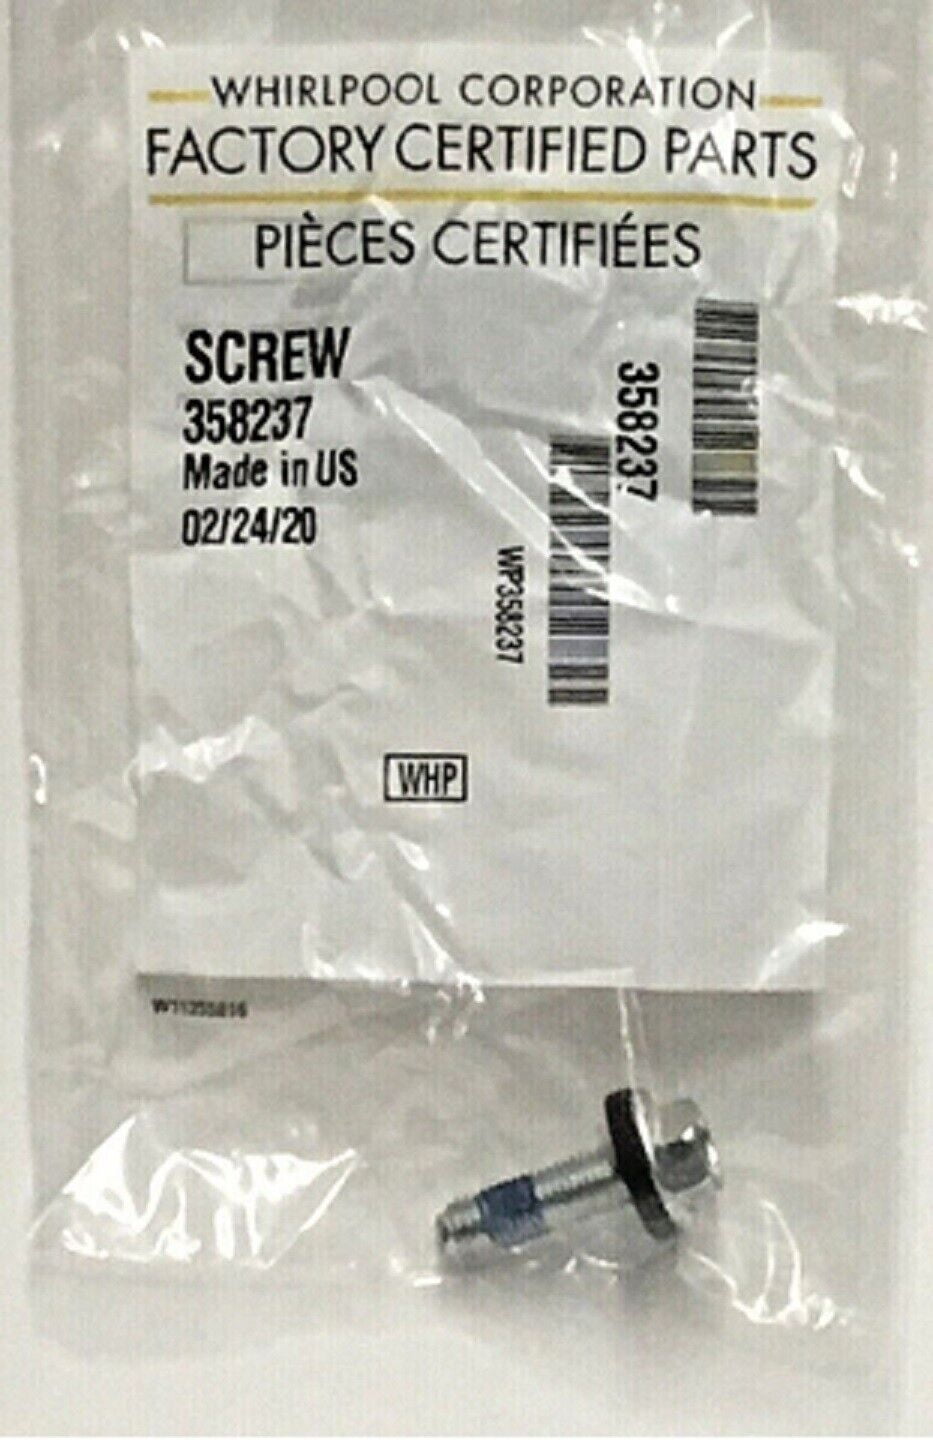 WHIRLPOOL CORPORATION
FACTORY CERTIFIED PARTS
PIÈCES CERTIFIÉES
SCREW
358237
Made in US
02/24/20
358237
WP358237
WHP